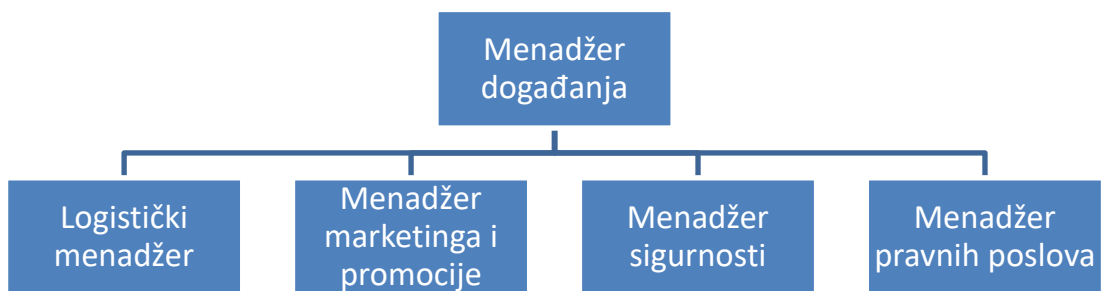 Menadžer
događanja
Logistički
menadžer
Menadžer
marketinga i
promocije
Menadžer
sigurnosti
Menadžer
pravnih poslova